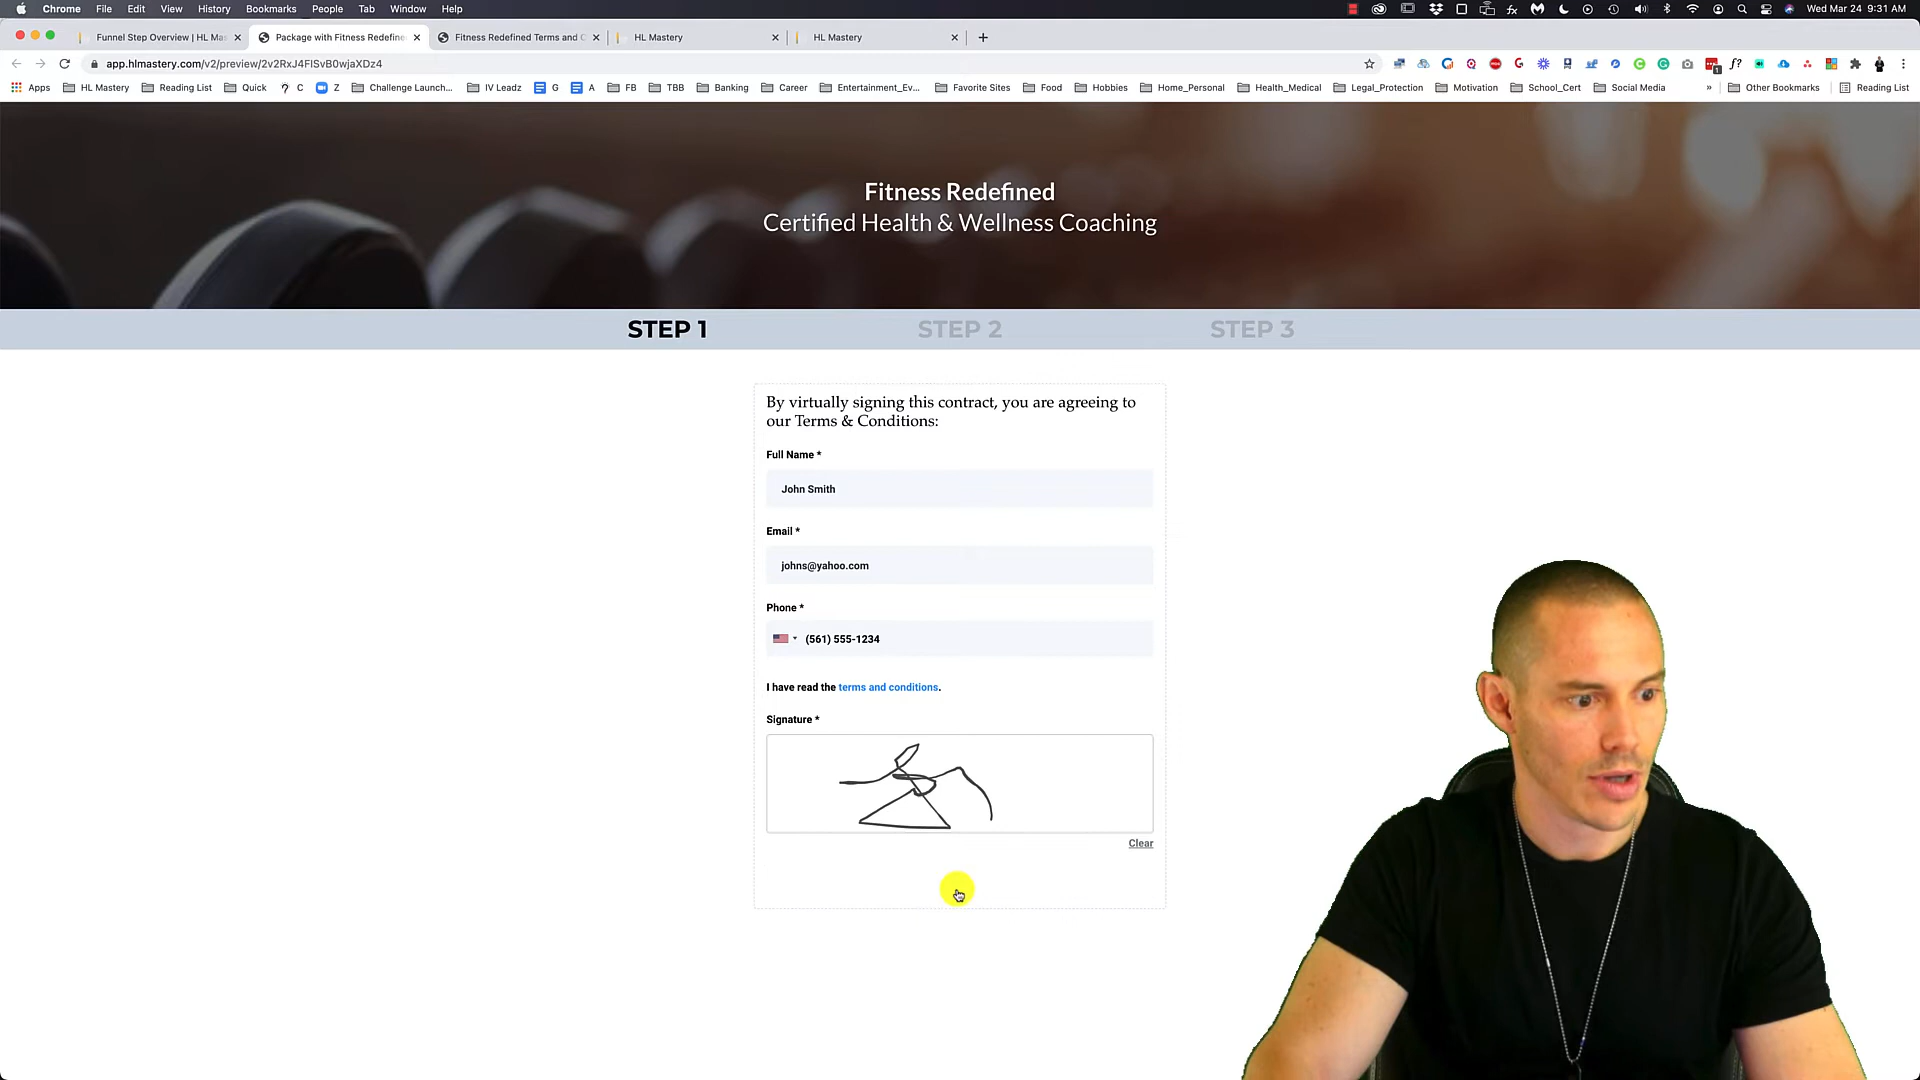 Chrome File Edit View History Bookmarks People Tab Window Help Wed Mar 24 9:31 AM
Funnel Step Overview | HL Mas Package with Fitness Redefine Fitness Redefined Terms and C HL Mastery HL Mastery
app.hlmastery.com/v2/preview/2v2RxJ4FISvB0wjaXDz4
Apps HL Mastery Reading List Quick C Z Challenge Launch... IV Leadz G A FB TBB Banking Career Entertainment_Ev... Favorite Sites Food Hobbies Home_Personal Health_Medical Legal_Protection Motivation School_Cert Social Media » Other Bookmarks Reading List
Fitness Redefined
Certified Health & Wellness Coaching
STEP 1 STEP 2 STEP 3
By virtually signing this contract, you are agreeing to
our Terms & Conditions:
Full Name *
John Smith
Email *
johns@yahoo.com
Phone *
(561) 555-1234
I have read the terms and conditions.
Signature *
Clear